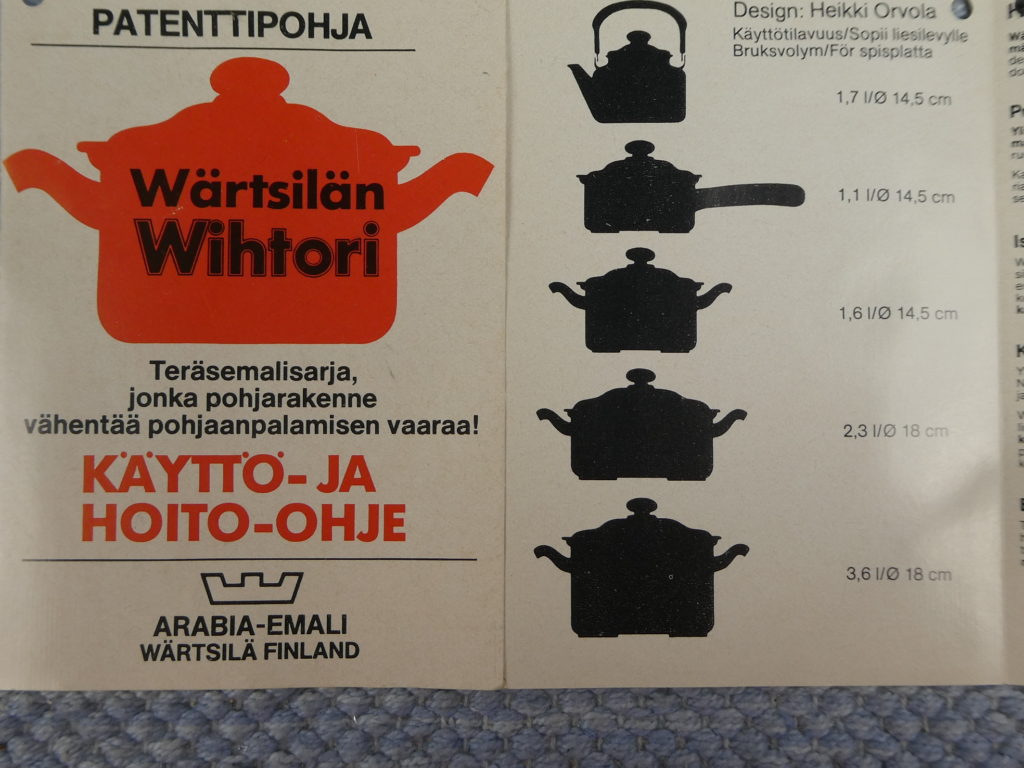 PATENTTIPOHJA
Wärtsilän
Wihtori
Teräsemalisarja,
jonka pohjarakenne
vähentää pohjaanpalamisen vaaraa!
KÄYTTÖ- JA
HOITO-OHJE
ARABIA-EMALI
WÄRTSILÄ FINLAND
Design: Heikki Orvola
Käyttötilavuus/Sopii liesilevylle
Bruksvolym/För spisplatta
1,7 l/Ø 14,5 cm
1,1 l/Ø 14,5 cm
1,6 l/Ø 14,5 cm
2,3 l/Ø 18 cm
3,6 l/Ø 18 cm